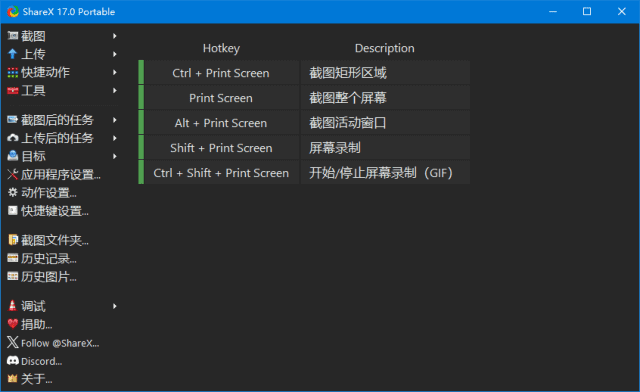 ShareX 17.0 Portable
截图
上传
快捷动作
工具
截图后的任务
上传后的任务
目标
应用程序设置...
动作设置...
快捷键设置...
截图文件夹...
历史记录...
历史图片...
调试
捐助...
Follow @ShareX...
Discord...
关于...
Hotkey Description
Ctrl + Print Screen 截图矩形区域
Print Screen 截图整个屏幕
Alt + Print Screen 截图活动窗口
Shift + Print Screen 屏幕录制
Ctrl + Shift + Print Screen 开始/停止屏幕录制（GIF）